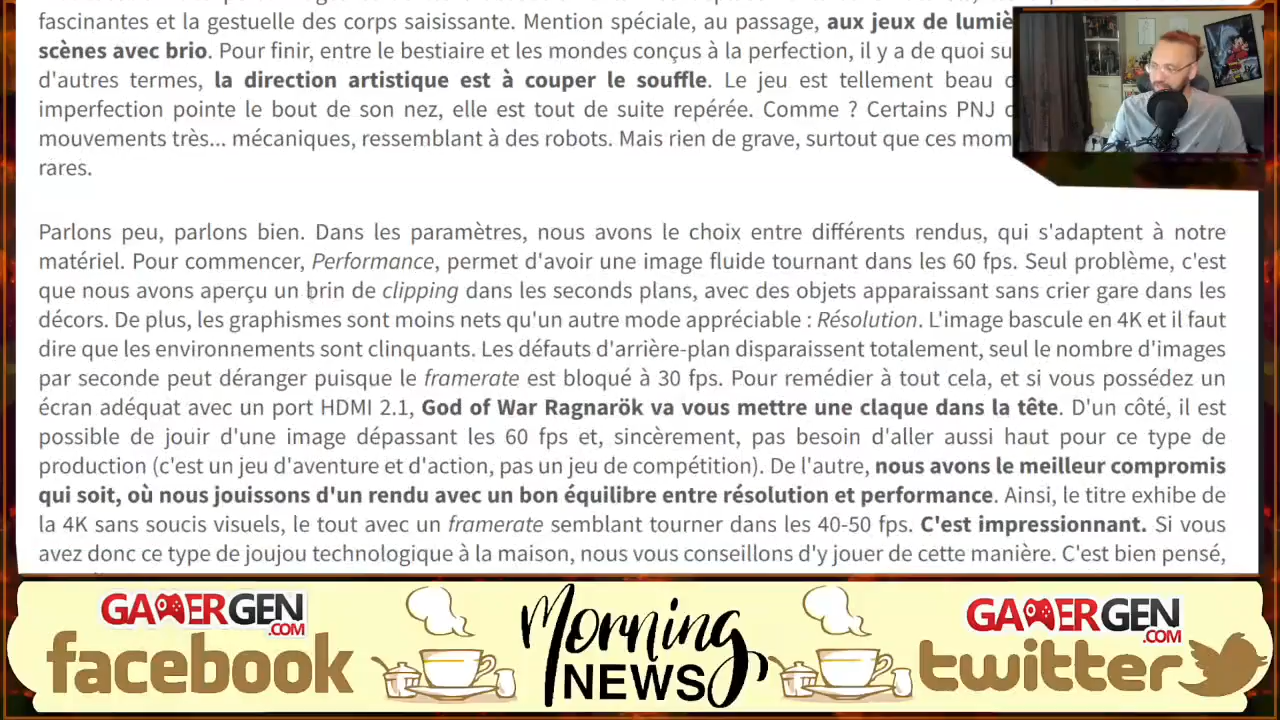 fascinantes et la gestuelle des corps saisissante. Mention spéciale, au passage, aux jeux de
scènes avec brio. Pour finir, entre le bestiaire et les mondes conçus à la perfection, il y a de quoi
d'autres termes, la direction artistique est à couper le souffle. Le jeu est tellement beau
imperfection pointe le bout de son nez, elle est tout de suite repérée. Comme ? Certains PNJ
mouvements très... mécaniques, ressemblant à des robots. Mais rien de grave, surtout que ces
rares.
Parlons peu, parlons bien. Dans les paramètres, nous avons le choix entre différents rendus, qui s'adaptent à notre
matériel. Pour commencer, Performance, permet d'avoir une image fluide tournant dans les 60 fps. Seul problème, c'est
que nous avons aperçu un brin de clipping dans les seconds plans, avec des objets apparaissant sans crier gare dans les
décors. De plus, les graphismes sont moins nets qu'un autre mode appréciable : Résolution. L'image bascule en 4K et il faut
dire que les environnements sont clinquants. Les défauts d'arrière-plan disparaissent totalement, seul le nombre d'images
par seconde peut déranger puisque le framerate est bloqué à 30 fps. Pour remédier à tout cela, et si vous possédez un
écran adéquat avec un port HDMI 2.1, God of War Ragnarök va vous mettre une claque dans la tête. D'un côté, il est
possible de jouir d'une image dépassant les 60 fps et, sincèrement, pas besoin d'aller aussi haut pour ce type de
production (c'est un jeu d'aventure et d'action, pas un jeu de compétition). De l'autre, nous avons le meilleur compromis
qui soit, où nous jouissons d'un rendu avec un bon équilibre entre résolution et performance. Ainsi, le titre exhibe de
la 4K sans soucis visuels, le tout avec un framerate semblant tourner dans les 40-50 fps. C'est impressionnant. Si vous
avez donc ce type de joujou technologique à la maison, nous vous conseillons d'y jouer de cette manière. C'est bien pensé,
GAMERGEN.COM
facebook
Morning
NEWS
GAMERGEN.COM
twitter